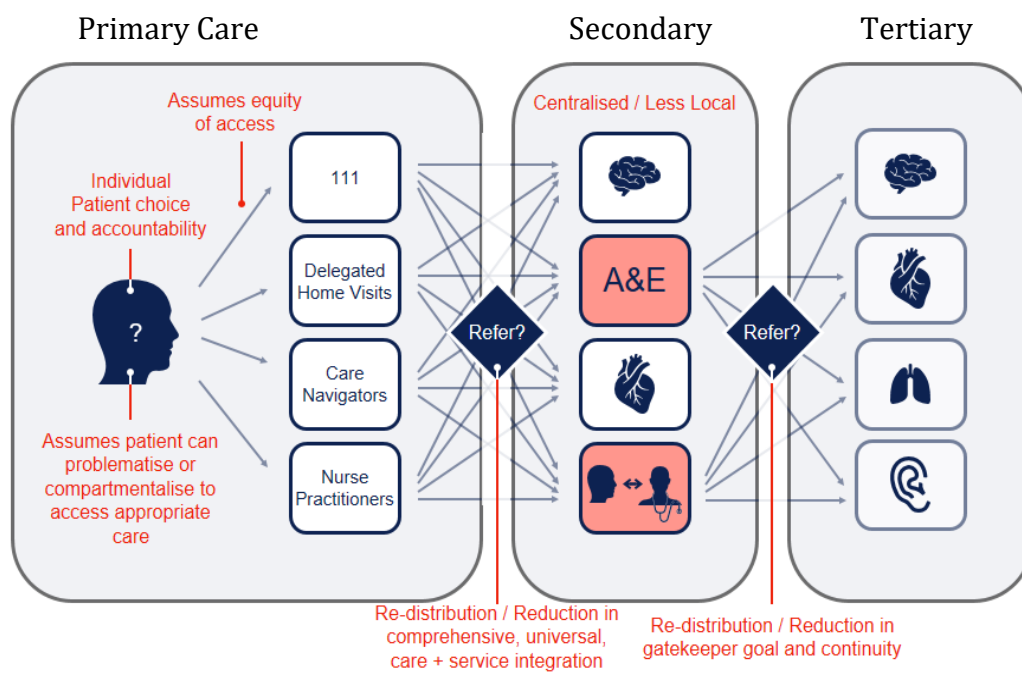 Primary Care
Secondary
Tertiary
Assumes equity
of access
Individual
Patient choice
and accountability
?
Assumes patient can
problematise or
compartmentalise to
access appropriate
care
111
Delegated
Home Visits
Care
Navigators
Nurse
Practitioners
Refer?
Re-distribution / Reduction in
comprehensive, universal,
care + service integration
Centralised / Less Local
A&E
Refer?
Re-distribution / Reduction in
gatekeeper goal and continuity